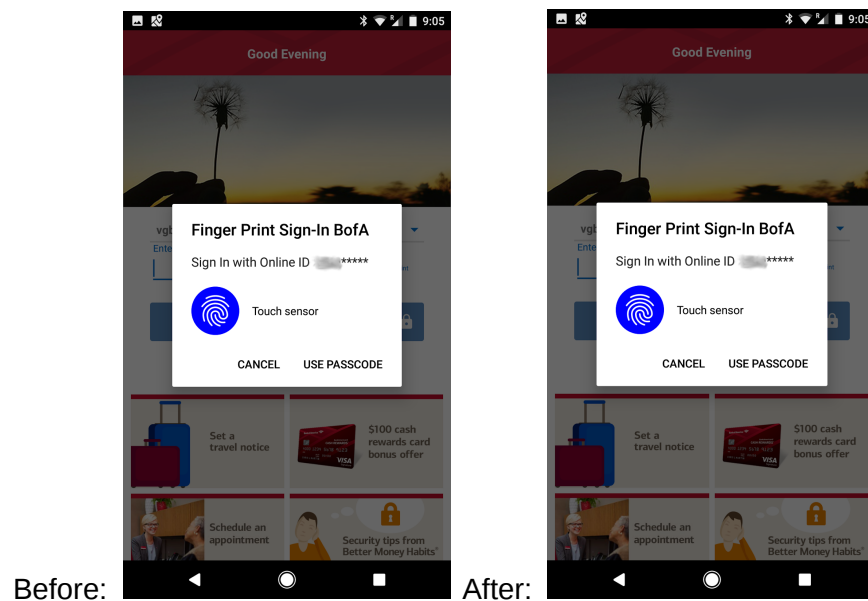 9:05
Good Evening
Finger Print Sign-In BofA
Sign In with Online ID *****
Touch sensor
CANCEL USE PASSCODE
Set a
travel notice
$100 cash
rewards card
bonus offer
VISA
Schedule an
appointment
Security tips from
Better Money Habits®
Before:
9:05
Good Evening
Finger Print Sign-In BofA
Sign In with Online ID *****
Touch sensor
CANCEL USE PASSCODE
Set a
travel notice
$100 cash
rewards card
bonus offer
VISA
Schedule an
appointment
Security tips from
Better Money Habits®
After: